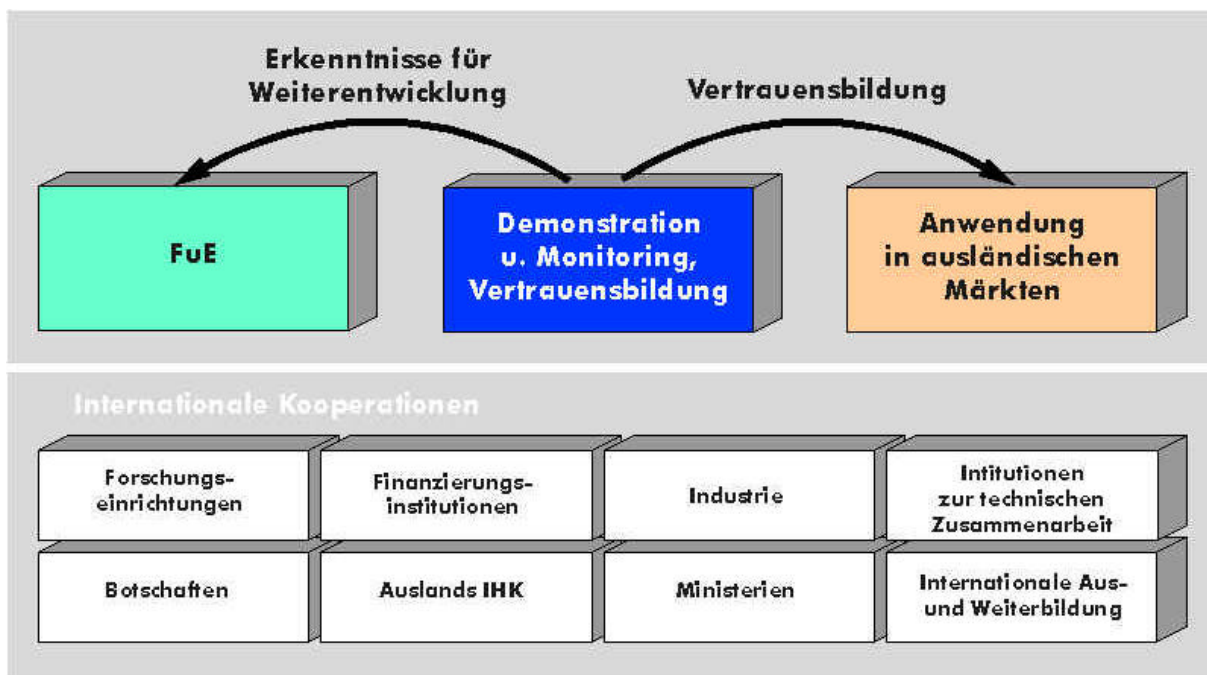 Erkenntnisse für
Weiterentwicklung
Vertrauensbildung
FuE
Demonstration
u. Monitoring,
Vertrauensbildung
Anwendung
in ausländischen
Märkten
Internationale Kooperationen
Forschungs-
einrichtungen
Finanzierungs-
institutionen
Industrie
Intitutionen
zur technischen
Zusammenarbeit
Botschaften
Auslands IHK
Ministerien
Internationale Aus-
und Weiterbildung